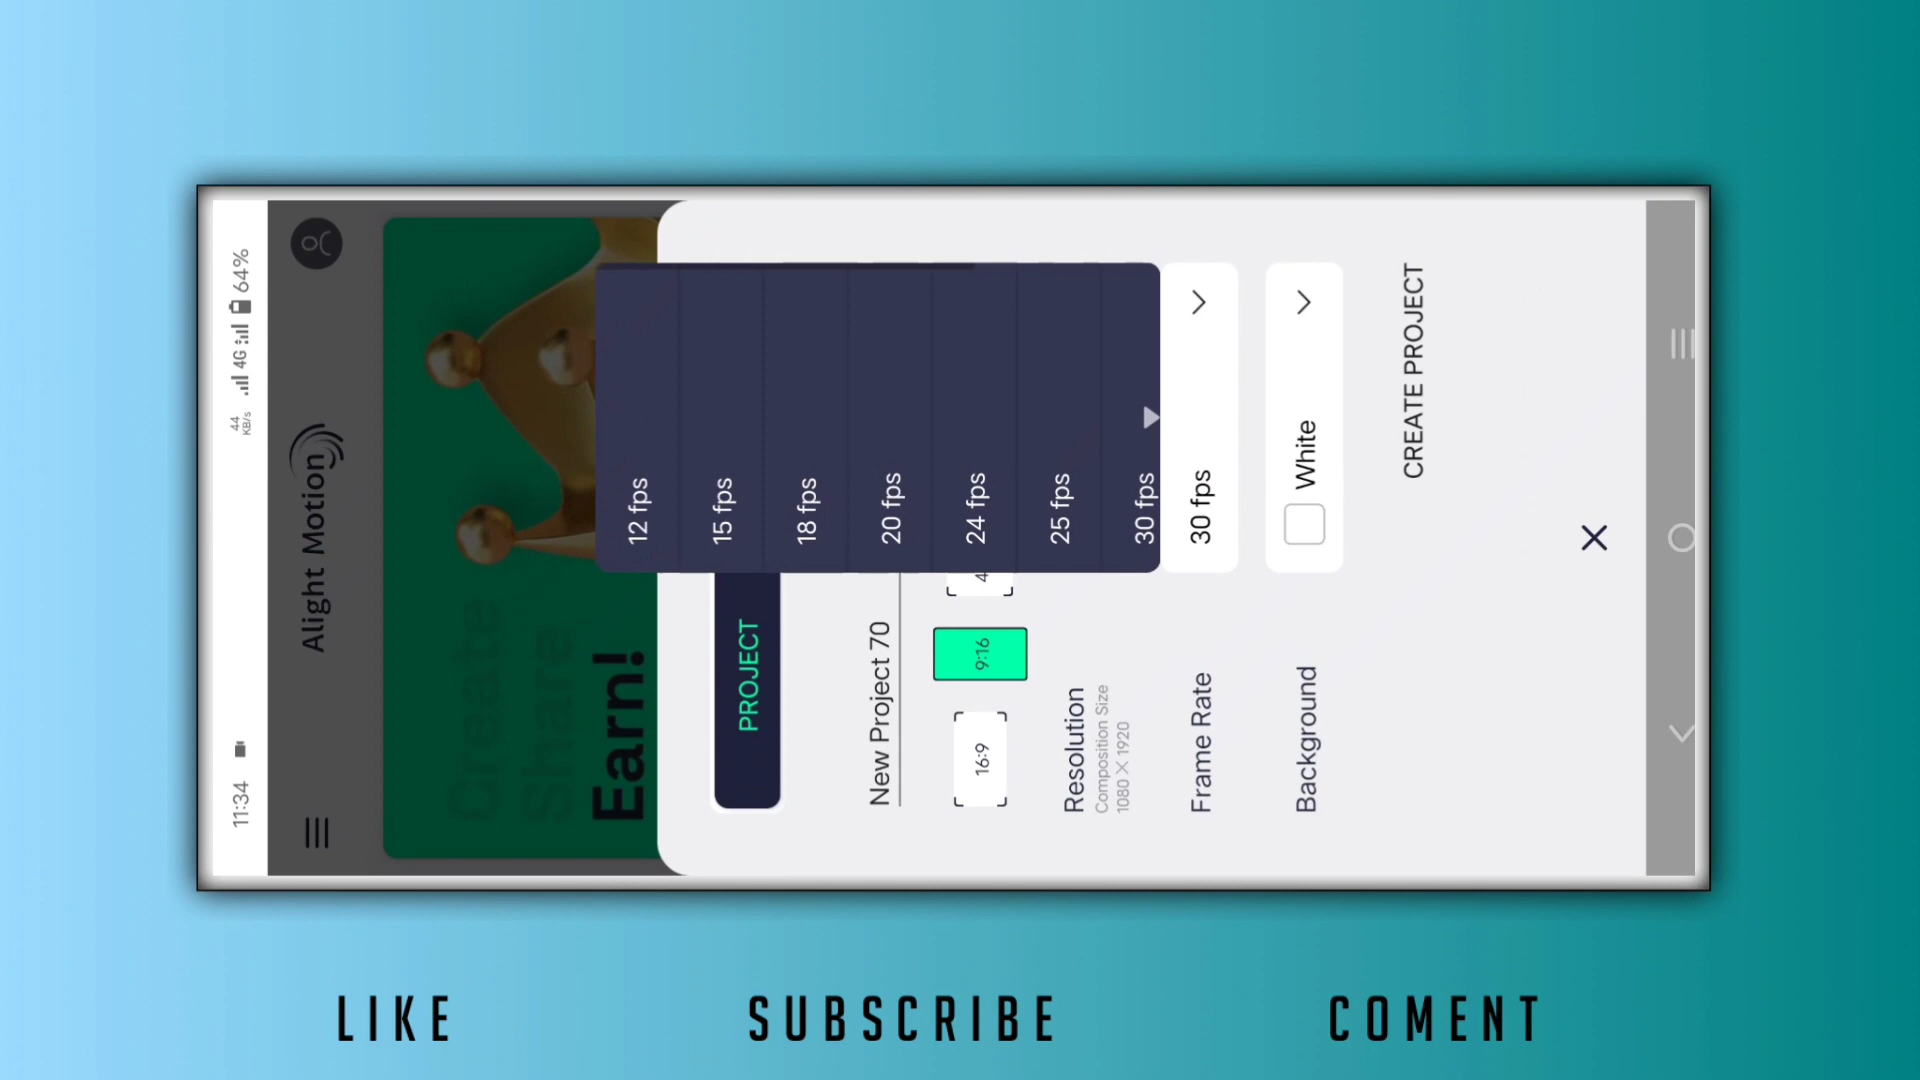 11:34
44 KB/s 4G 64%
Alight Motion
Create
Share
Earn!
PROJECT
New Project 70
16:9
9:16
4
Resolution
Composition Size
1080 X 1920
12 fps
15 fps
18 fps
20 fps
24 fps
25 fps
30 fps
Frame Rate
30 fps
Background
White
CREATE PROJECT
LIKE SUBSCRIBE COMENT